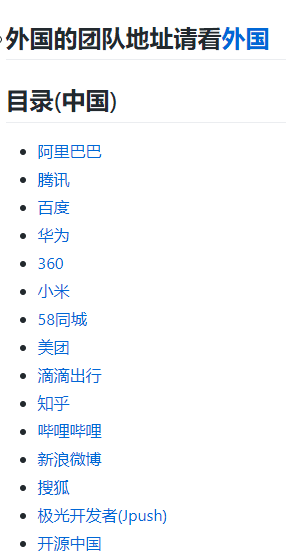 外国的团队地址请看外国
目录(中国)
阿里巴巴
腾讯
百度
华为
360
小米
58同城
美团
滴滴出行
知乎
哔哩哔哩
新浪微博
搜狐
极光开发者(Jpush)
开源中国